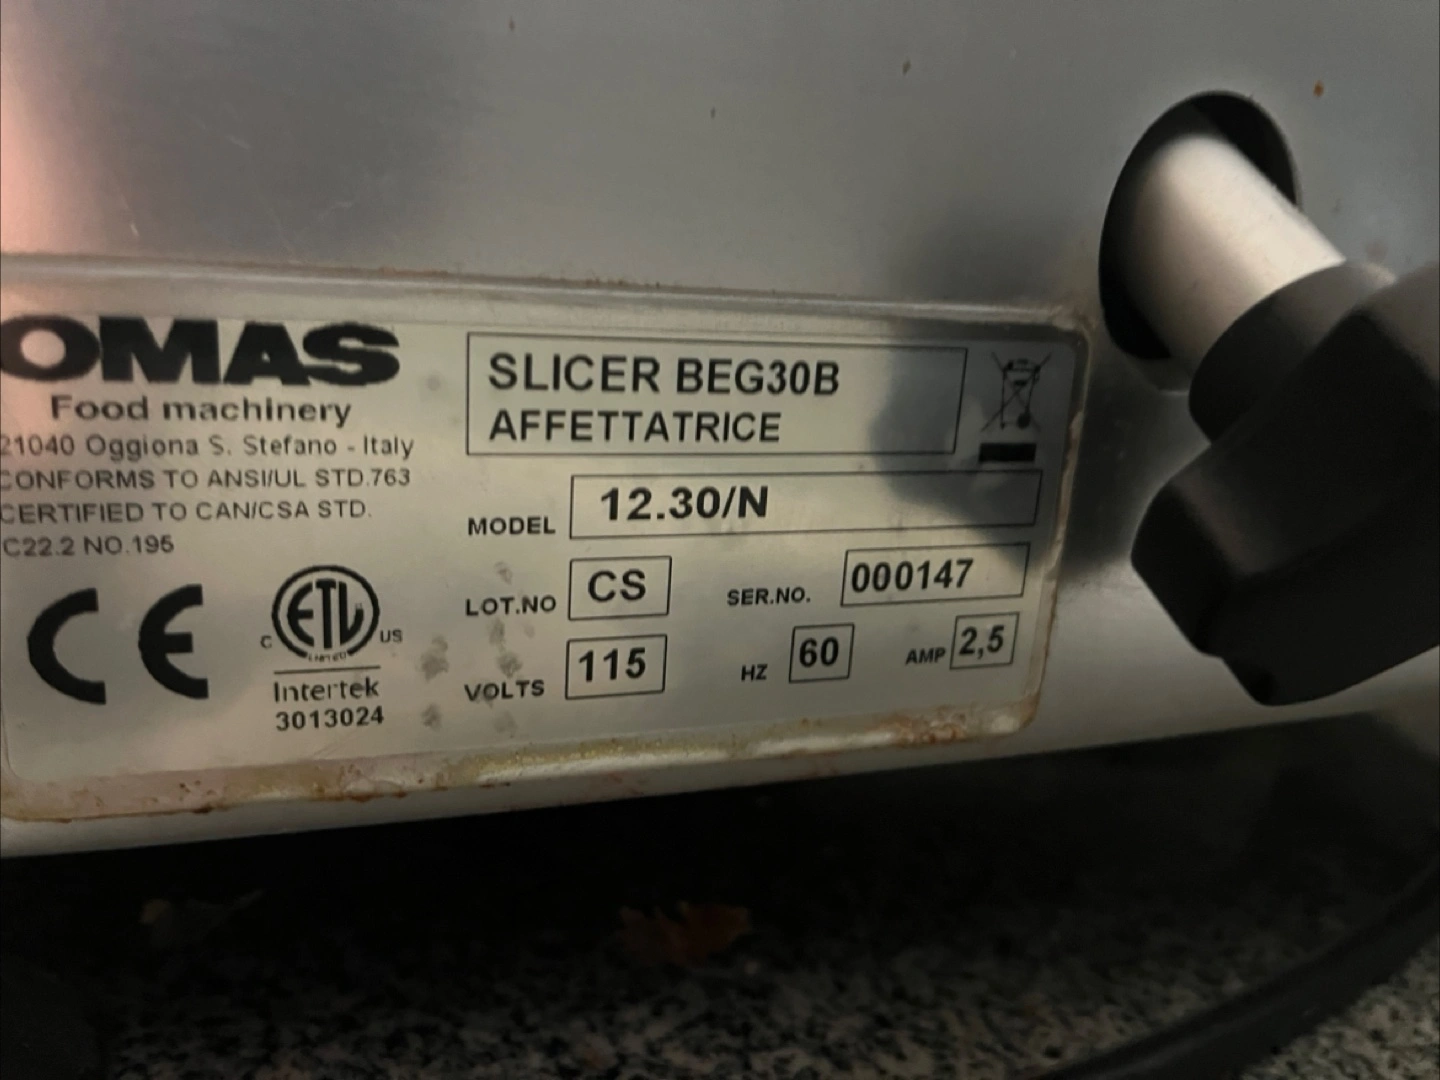 OMAS
Food machinery
21040 Oggiona S. Stefano - Italy
CONFORMS TO ANSI/UL STD.763
CERTIFIED TO CAN/CSA STD.
C22.2 NO.195
CE
ETL
C US
LISTED
Intertek
3013024
SLICER BEG30B
AFFETTATRICE
MODEL 12.30/N
LOT.NO CS SER.NO. 000147
VOLTS 115 HZ 60 AMP 2,5